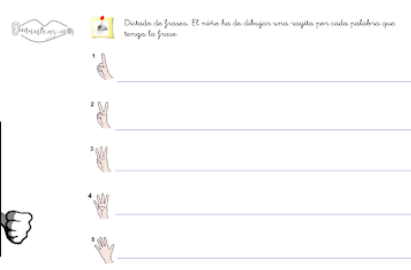 Dictado de frases. El niño ha de dibujar una rayita por cada palabra que
tenga la frase
1
2
3
4
5